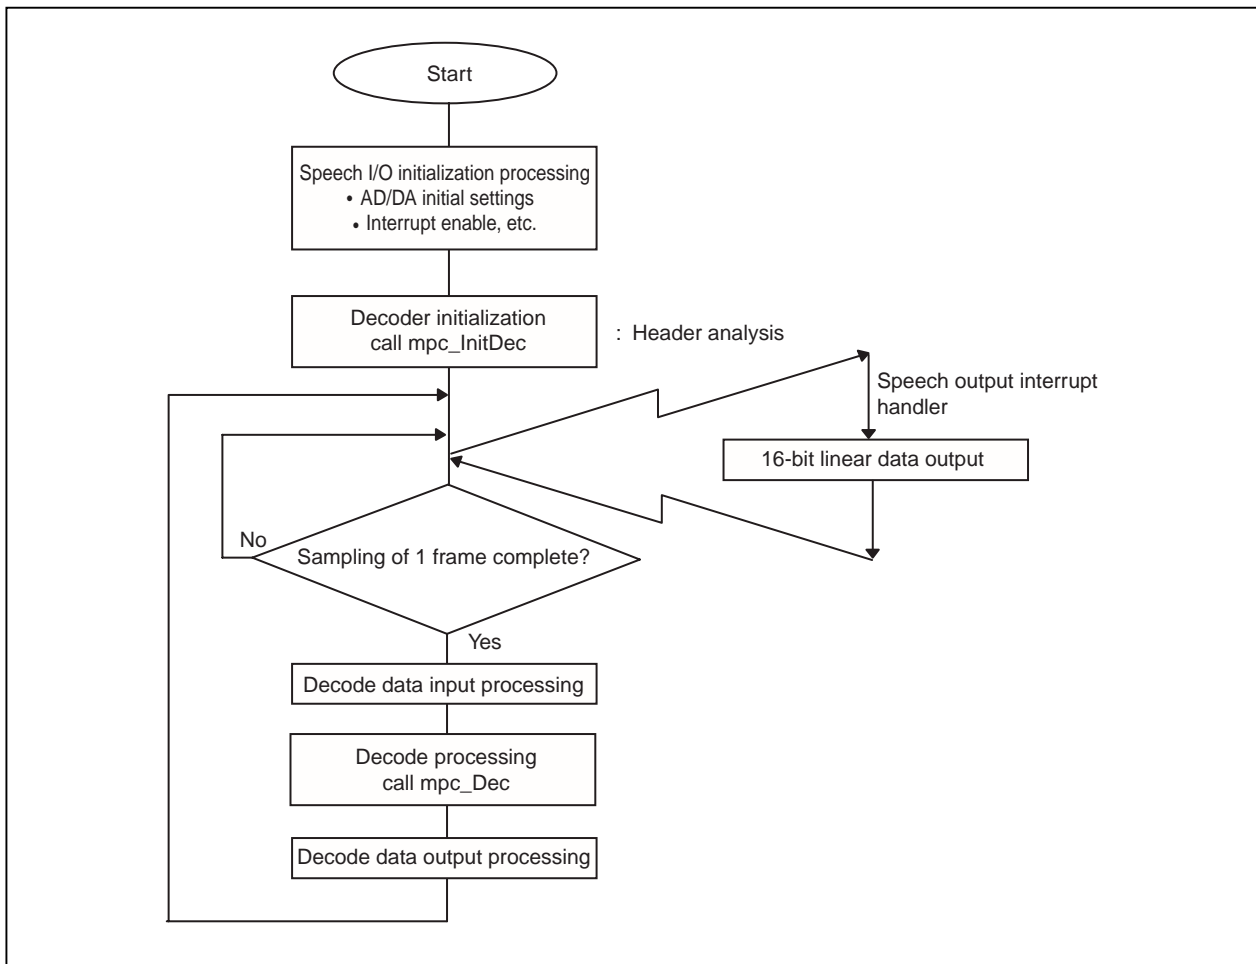 Start
Speech I/O initialization processing
• AD/DA initial settings
• Interrupt enable, etc.
Decoder initialization
call mpc_InitDec
: Header analysis
Speech output interrupt
handler
16-bit linear data output
No
Sampling of 1 frame complete?
Yes
Decode data input processing
Decode processing
call mpc_Dec
Decode data output processing